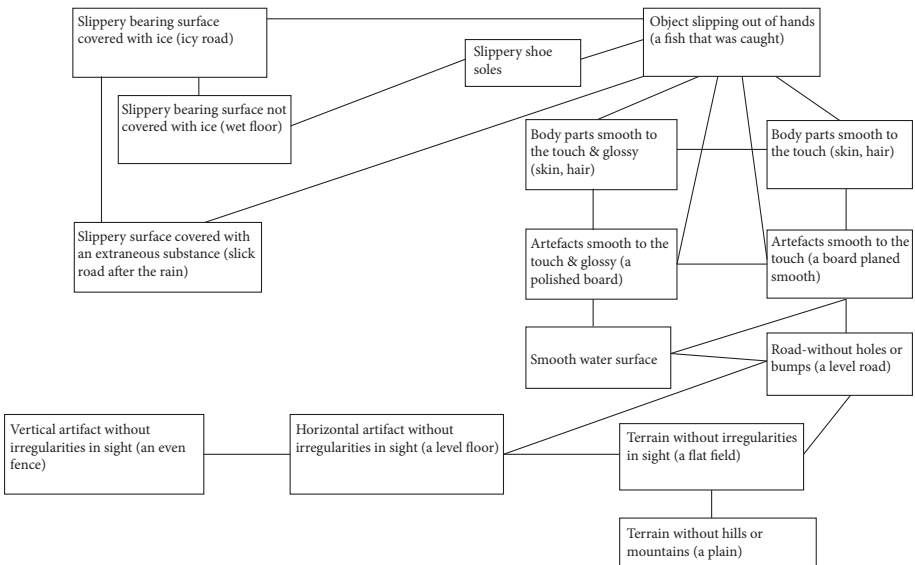 Slippery bearing surface
covered with ice (icy road)
Object slipping out of hands
(a fish that was caught)
Slippery shoe
soles
Slippery bearing surface not
covered with ice (wet floor)
Body parts smooth to
the touch & glossy
(skin, hair)
Body parts smooth to
the touch (skin, hair)
Slippery surface covered with
an extraneous substance (slick
road after the rain)
Artefacts smooth to the
touch & glossy (a
polished board)
Artefacts smooth to the
touch (a board planed
smooth)
Smooth water surface
Road-without holes or
bumps (a level road)
Vertical artifact without
irregularities in sight (an even
fence)
Horizontal artifact without
irregularities in sight (a level floor)
Terrain without irregularities
in sight (a flat field)
Terrain without hills or
mountains (a plain)